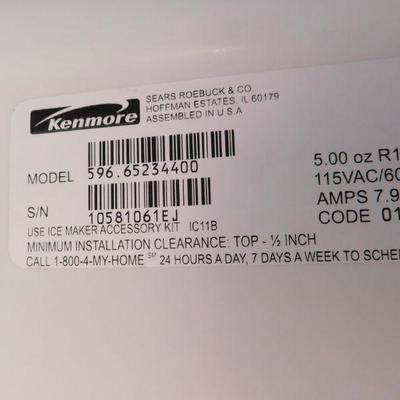 Kenmore
SEARS ROEBUCK & CO.
HOFFMAN ESTATES, IL 60179
ASSEMBLED IN U.S.A
MODEL 596.65234400
S/N 10581061EJ
5.00 oz R1
115VAC/60
AMPS 7.9
CODE 01
USE ICE MAKER ACCESSORY KIT IC11B
MINIMUM INSTALLATION CLEARANCE: TOP - ½ INCH
CALL 1-800-4-MY-HOME℠ 24 HOURS A DAY, 7 DAYS A WEEK TO SCHE